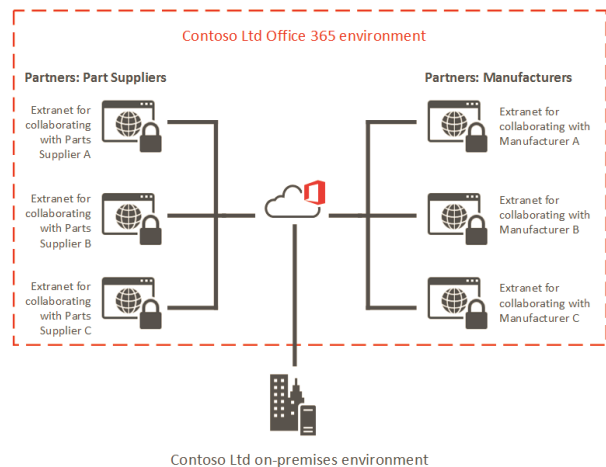 Contoso Ltd Office 365 environment
Partners: Part Suppliers
Extranet for
collaborating
with Parts
Supplier A
Extranet for
collaborating
with Parts
Supplier B
Extranet for
collaborating
with Parts
Supplier C
Partners: Manufacturers
Extranet for
collaborating with
Manufacturer A
Extranet for
collaborating with
Manufacturer B
Extranet for
collaborating with
Manufacturer C
Contoso Ltd on-premises environment